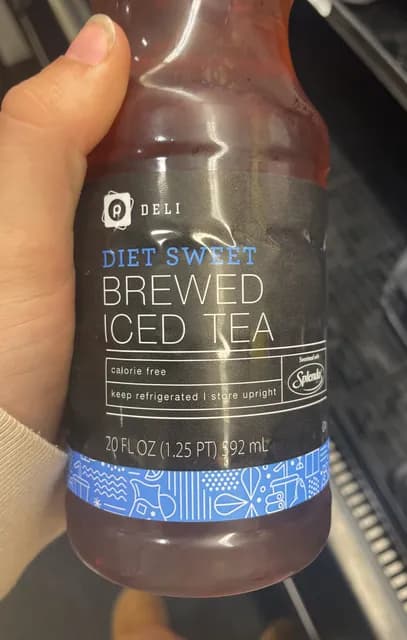 P DELI
DIET SWEET
BREWED
ICED TEA
calorie free
Sweetened with
Splenda
keep refrigerated | store upright
20 FL OZ (1.25 PT) 592 mL